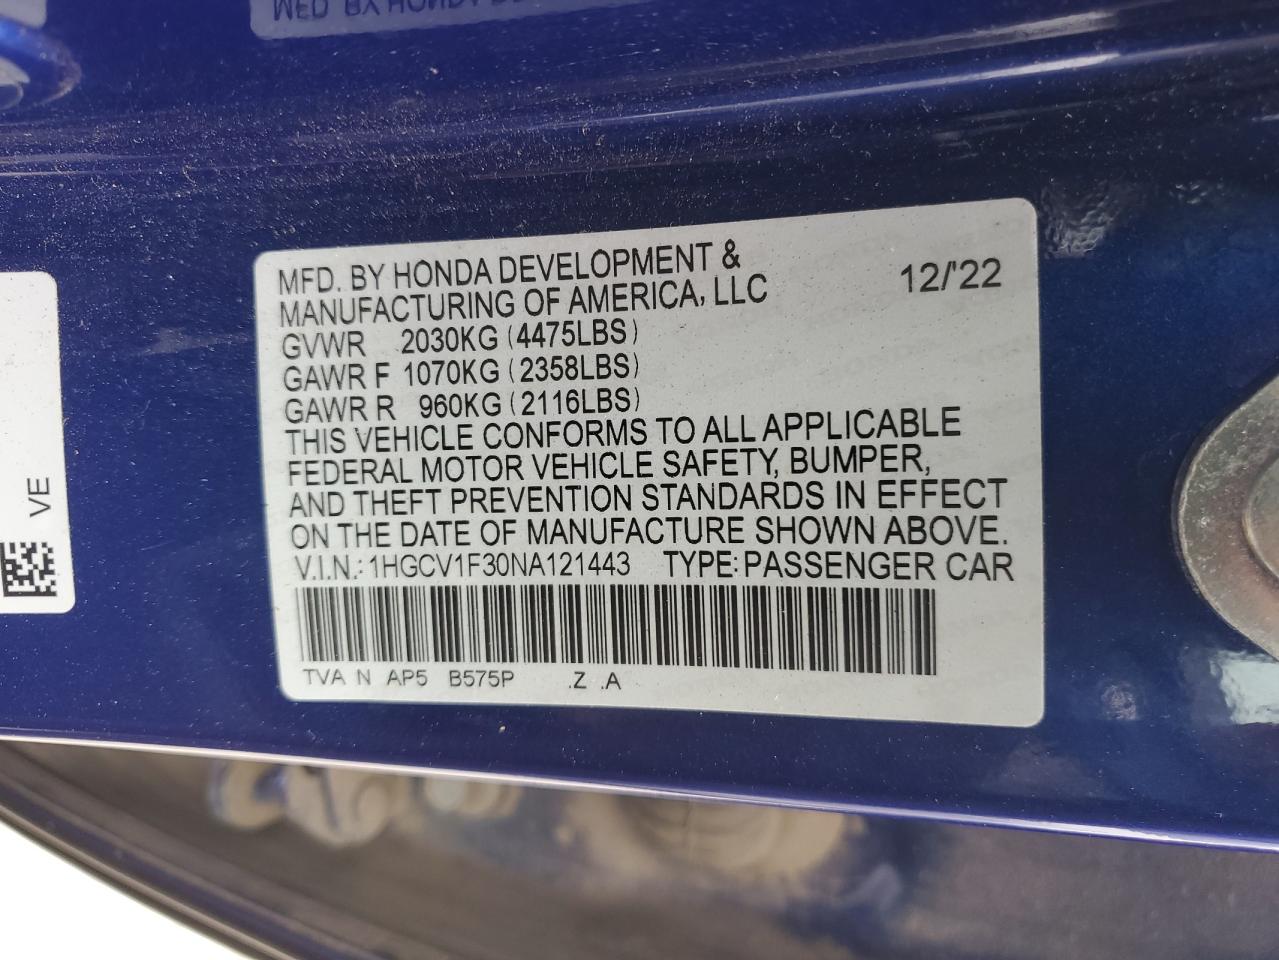 MFD. BY HONDA DEVELOPMENT & 12/'22
MANUFACTURING OF AMERICA, LLC
GVWR 2030KG (4475LBS)
GAWR F 1070KG (2358LBS)
GAWR R 960KG (2116LBS)
THIS VEHICLE CONFORMS TO ALL APPLICABLE
FEDERAL MOTOR VEHICLE SAFETY, BUMPER,
AND THEFT PREVENTION STANDARDS IN EFFECT
ON THE DATE OF MANUFACTURE SHOWN ABOVE.
V.I.N.: 1HGCV1F30NA121443 TYPE: PASSENGER CAR
TVA N AP5 B575P .Z .A
VE